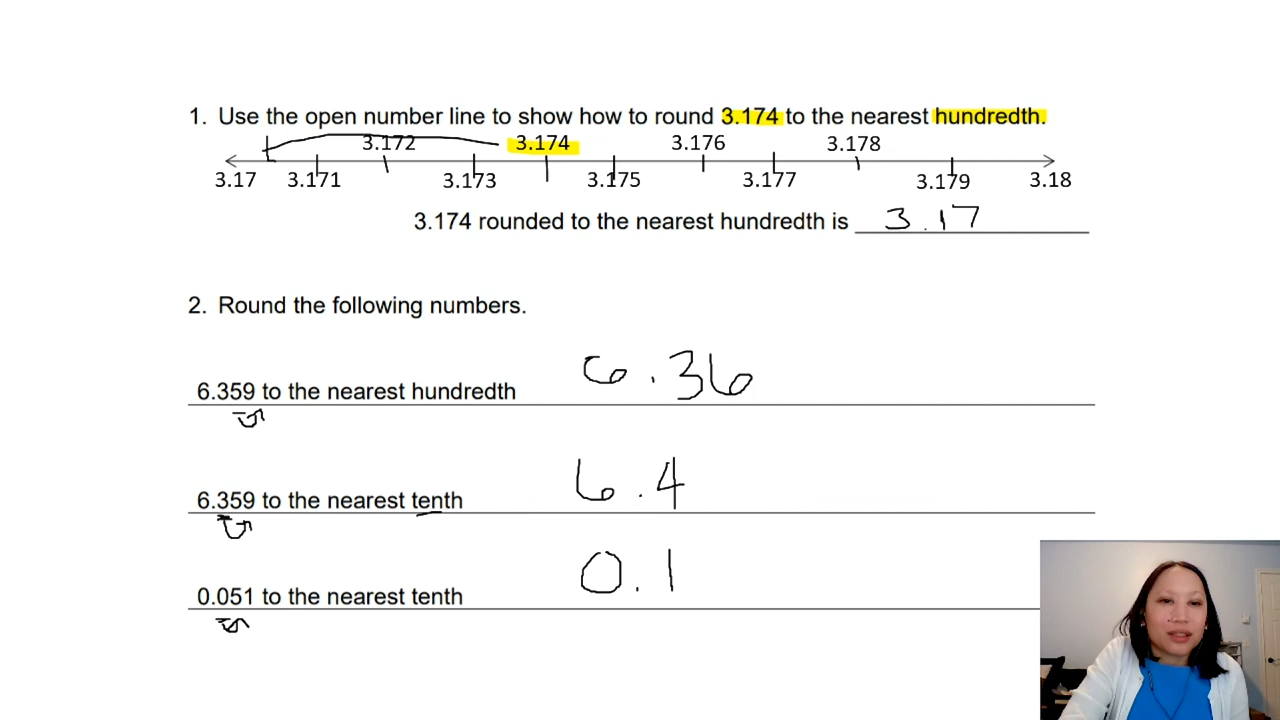 1. Use the open number line to show how to round 3.174 to the nearest hundredth.
3.172 3.174 3.176 3.178
3.17 3.171 3.173 3.175 3.177 3.179 3.18
3.174 rounded to the nearest hundredth is 3.17
2. Round the following numbers.
6.359 to the nearest hundredth 6.36
6.359 to the nearest tenth 6.4
0.051 to the nearest tenth 0.1